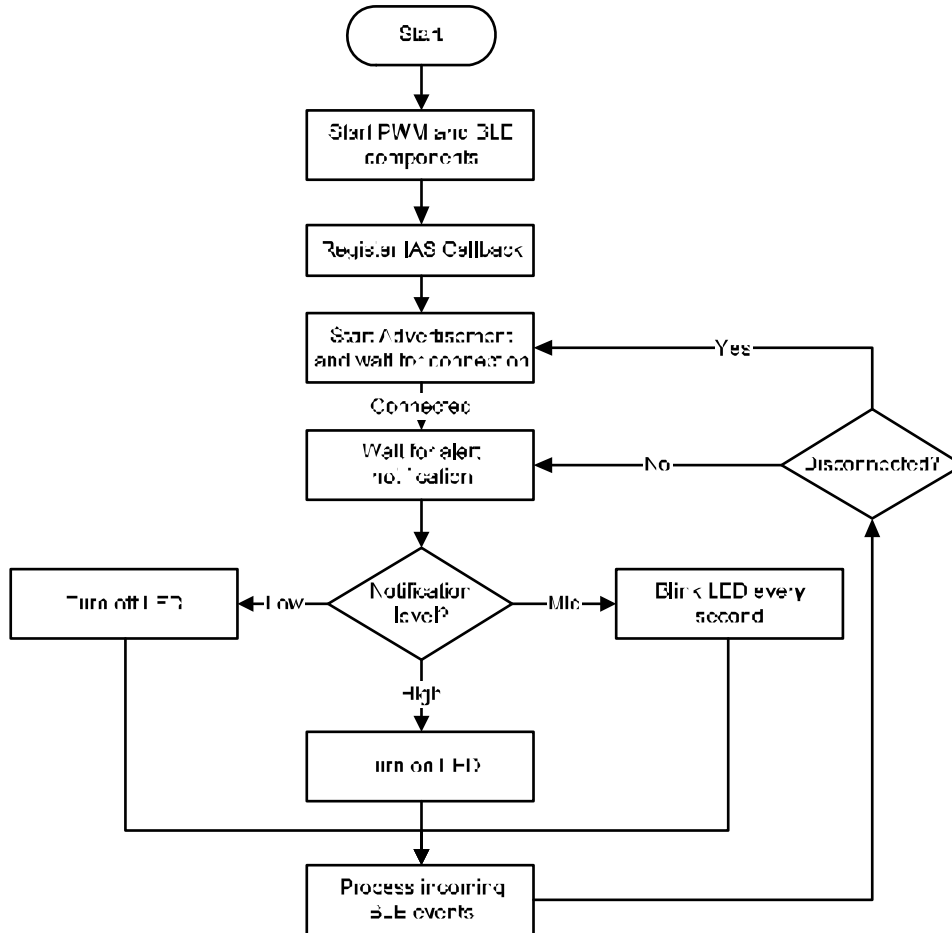 Start
Start PWM and BLE
components
Register IAS Callback
Start Advertisement
and wait for connection
Yes
Connected
Wait for alert
notification
No
Disconnected?
Turn off LED
Low
Notification
level?
Mid
Blink LED every
second
High
Turn on LED
Process incoming
BLE events